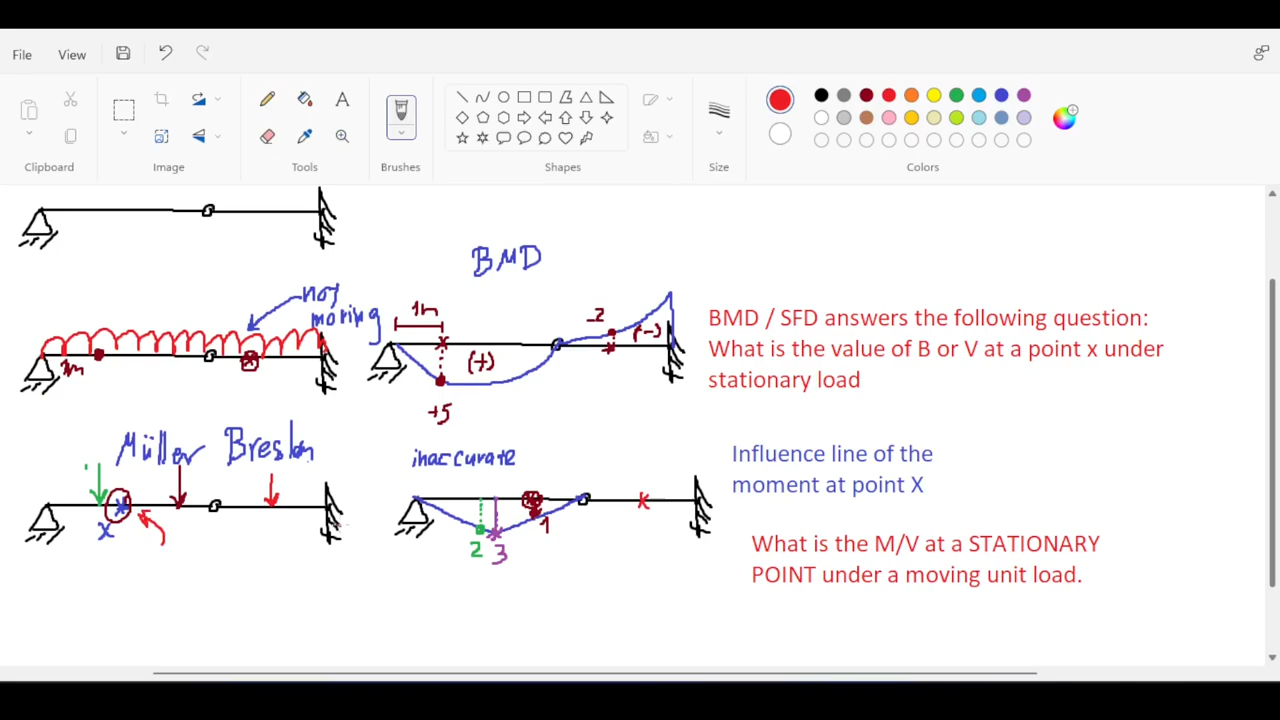 File View
Clipboard Image Tools Brushes Shapes Size Colors
BMD
not
moving
1m
-2
(-)
(+)
+5
1m
BMD / SFD answers the following question:
What is the value of B or V at a point x under
stationary load
Müller Breslau
inaccurate
x
x
2
3
1
Influence line of the
moment at point X
What is the M/V at a STATIONARY
POINT under a moving unit load.